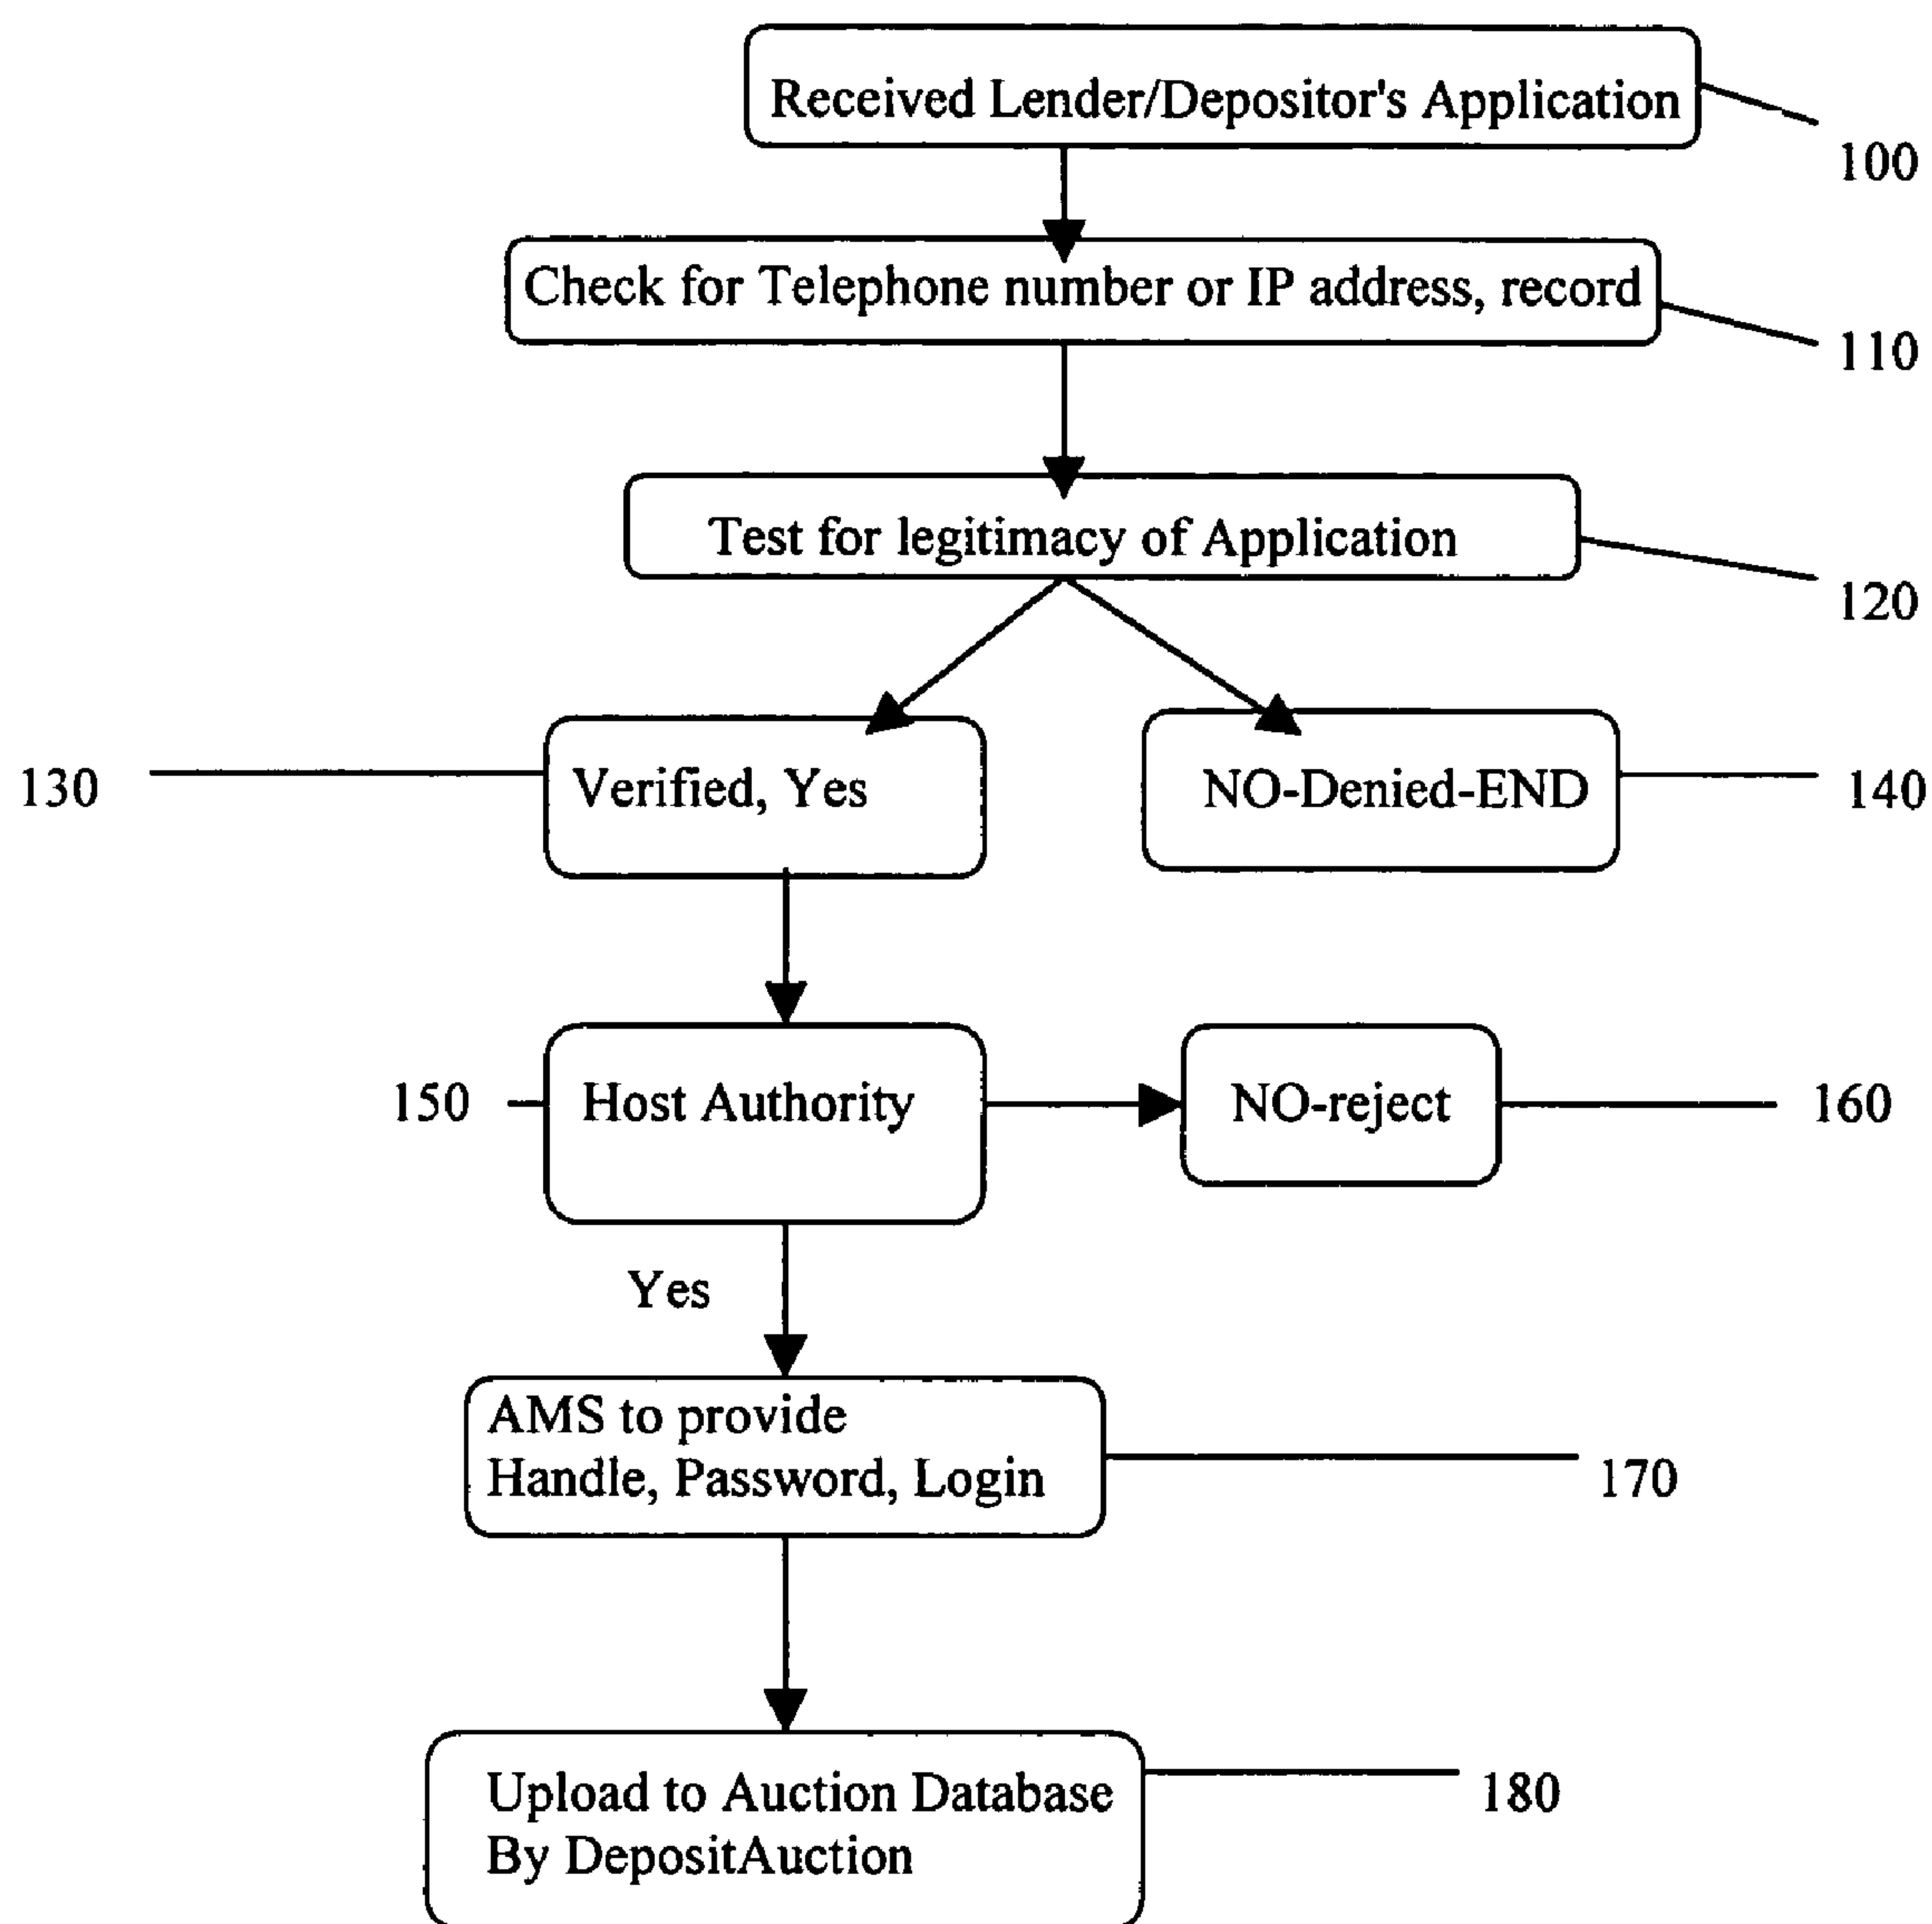 Received Lender/Depositor's Application
100
Check for Telephone number or IP address, record
110
Test for legitimacy of Application
120
130
Verified, Yes
NO-Denied-END
140
150
Host Authority
NO-reject
160
Yes
AMS to provide
Handle, Password, Login
170
Upload to Auction Database
180
By DepositAuction